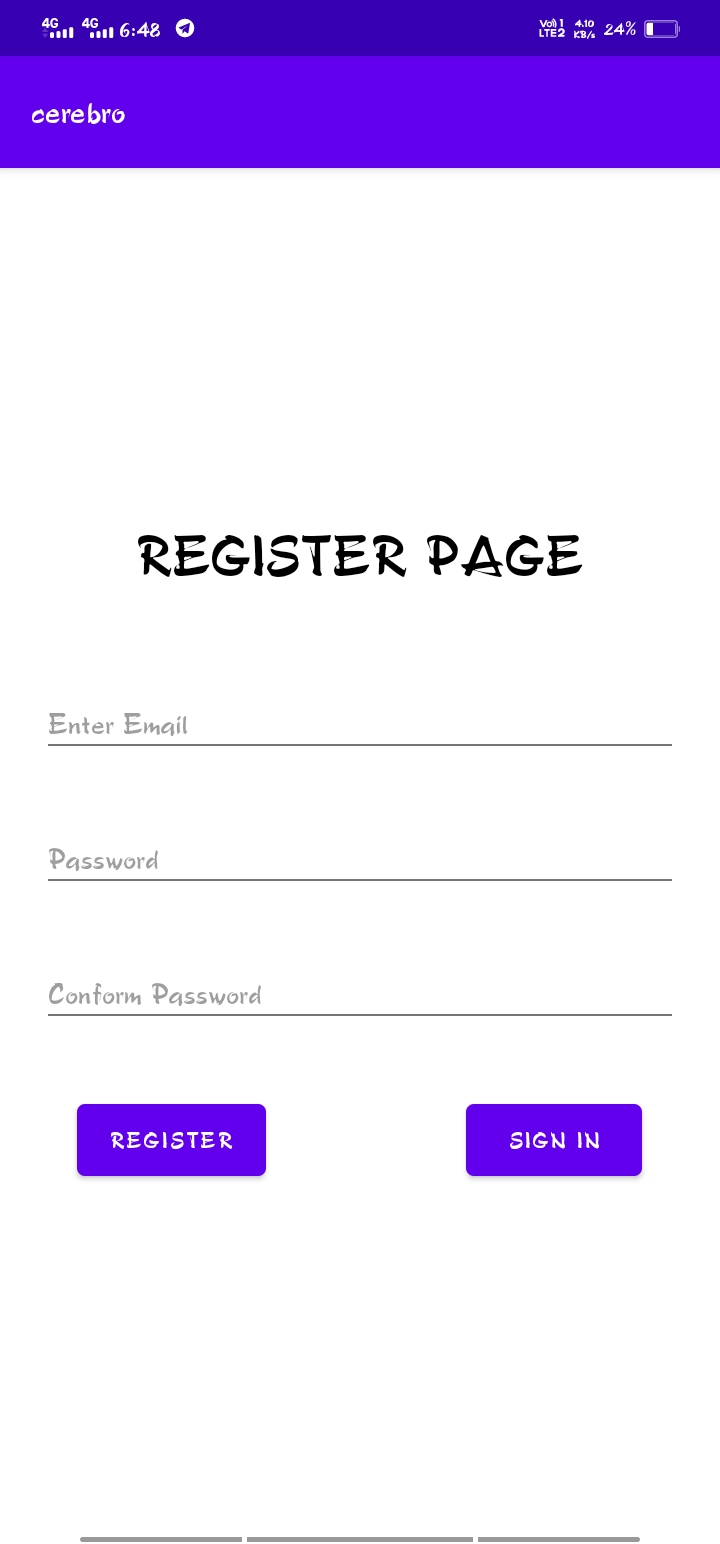 4G 4G 6:48 Vo)) 1 LTE2 4.10 KB/s 24%
cerebro
REGISTER PAGE
Enter Email
Password
Conform Password
REGISTER SIGN IN